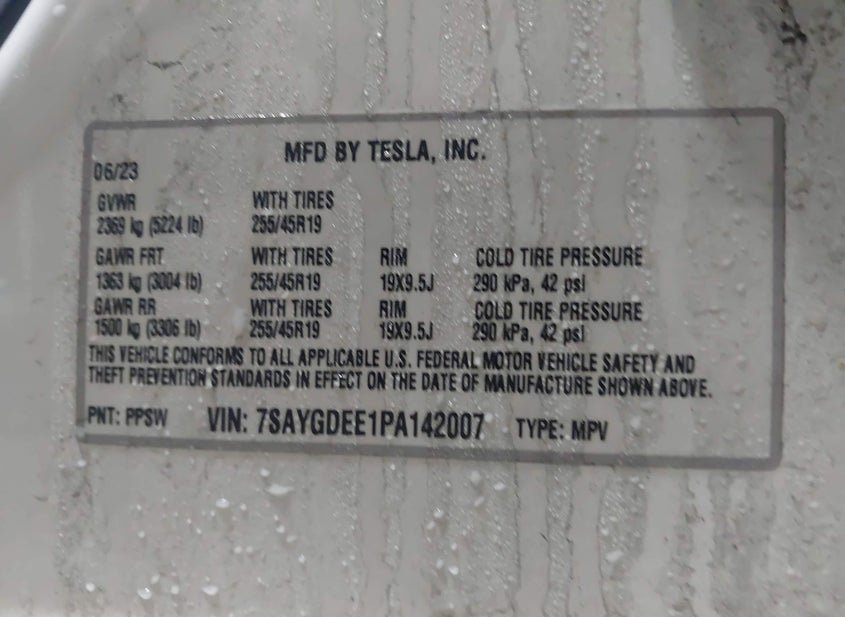 MFD BY TESLA, INC.
06/23
GVWR WITH TIRES
2369 kg (5224 lb) 255/45R19
GAWR FRT WITH TIRES RIM COLD TIRE PRESSURE
1363 kg (3004 lb) 255/45R19 19X9.5J 290 kPa, 42 psi
GAWR RR WITH TIRES RIM COLD TIRE PRESSURE
1500 kg (3306 lb) 255/45R19 19X9.5J 290 kPa, 42 psi
THIS VEHICLE CONFORMS TO ALL APPLICABLE U.S. FEDERAL MOTOR VEHICLE SAFETY AND
THEFT PREVENTION STANDARDS IN EFFECT ON THE DATE OF MANUFACTURE SHOWN ABOVE.
PNT: PPSW VIN: 7SAYGDEE1PA142007 TYPE: MPV